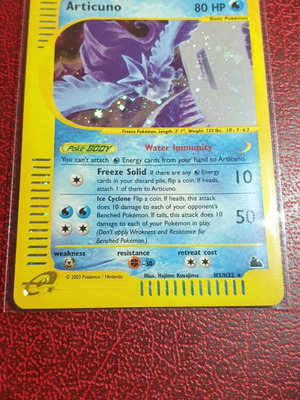 Articuno 80 HP
Basic Pokémon
Freeze Pokémon. Length: 5' 7", Weight: 122 lbs.
Poké-BODY Water Immunity
You can't attach Energy cards from your hand to Articuno.
Freeze Solid If there are any Energy
cards in your discard pile, flip a coin. If heads,
attach 1 of them to Articuno.
10
Ice Cyclone Flip a coin. If heads, this attack
does 10 damage to each of your opponent's
Benched Pokémon. If tails, this attack does 10
damage to each of your Pokémon in play.
(Don't apply Weakness and Resistance for
Benched Pokémon.)
50
weakness resistance retreat cost
-30
Illus. Hajime Kusajima H3/H32
© 2003 Pokémon / Nintendo
e